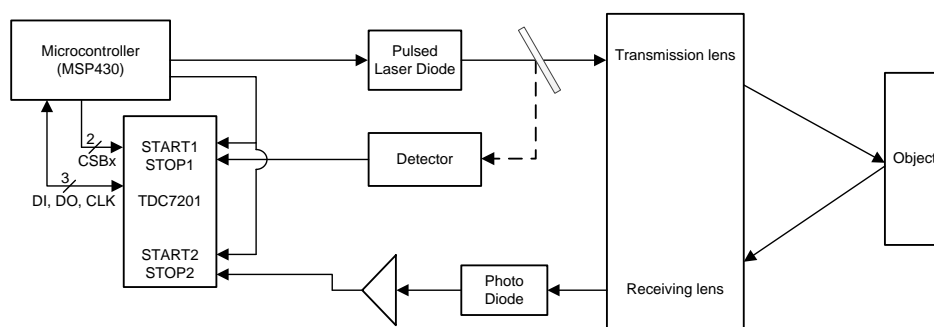 Microcontroller
(MSP430)
Pulsed
Laser Diode
Transmission lens
2
CSBx
START1
STOP1
Detector
Object
3
DI, DO, CLK
TDC7201
START2
STOP2
Photo
Diode
Receiving lens